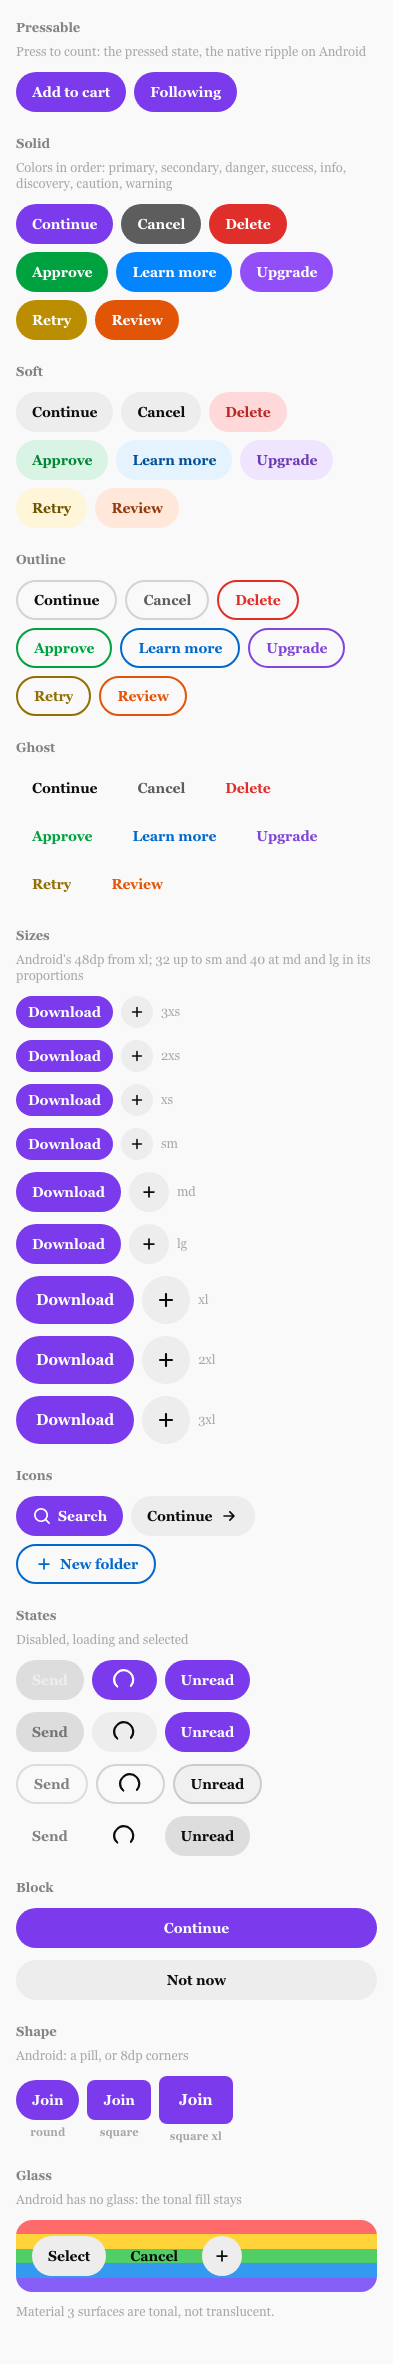 Pressable
Press to count: the pressed state, the native ripple on Android
Add to cart Following
Solid
Colors in order: primary, secondary, danger, success, info,
discovery, caution, warning
Continue Cancel Delete
Approve Learn more Upgrade
Retry Review
Soft
Continue Cancel Delete
Approve Learn more Upgrade
Retry Review
Outline
Continue Cancel Delete
Approve Learn more Upgrade
Retry Review
Ghost
Continue Cancel Delete
Approve Learn more Upgrade
Retry Review
Sizes
Android's 48dp from xl; 32 up to sm and 40 at md and lg in its
proportions
Download 3xs
Download 2xs
Download xs
Download sm
Download md
Download lg
Download xl
Download 2xl
Download 3xl
Icons
Search Continue
New folder
States
Disabled, loading and selected
Send Unread
Send Unread
Send Unread
Send Unread
Block
Continue
Not now
Shape
Android: a pill, or 8dp corners
Join Join Join
round square square xl
Glass
Android has no glass: the tonal fill stays
Select Cancel
Material 3 surfaces are tonal, not translucent.